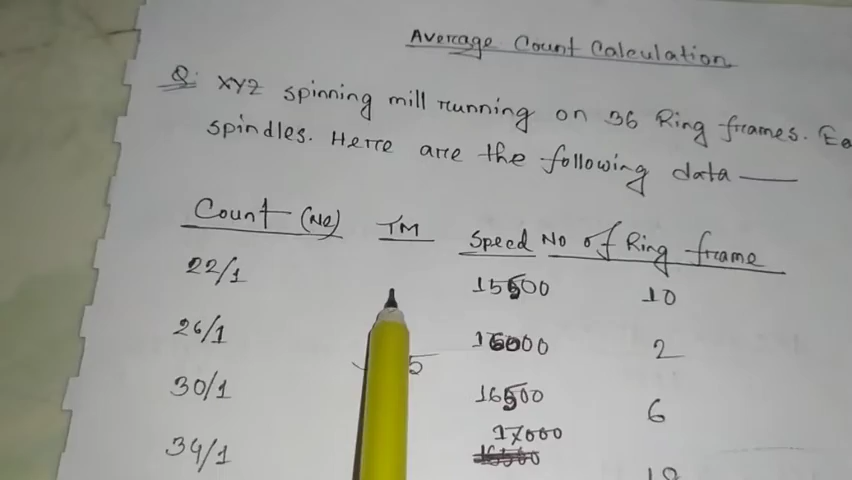 Average Count Calculation
Q: XYZ spinning mill running on 36 Ring frames.
spindles. Here are the following data —
Count (Ne) TM Speed No of Ring frame
22/1 15500 10
26/1 16000 2
30/1 5 16500 6
34/1 17000